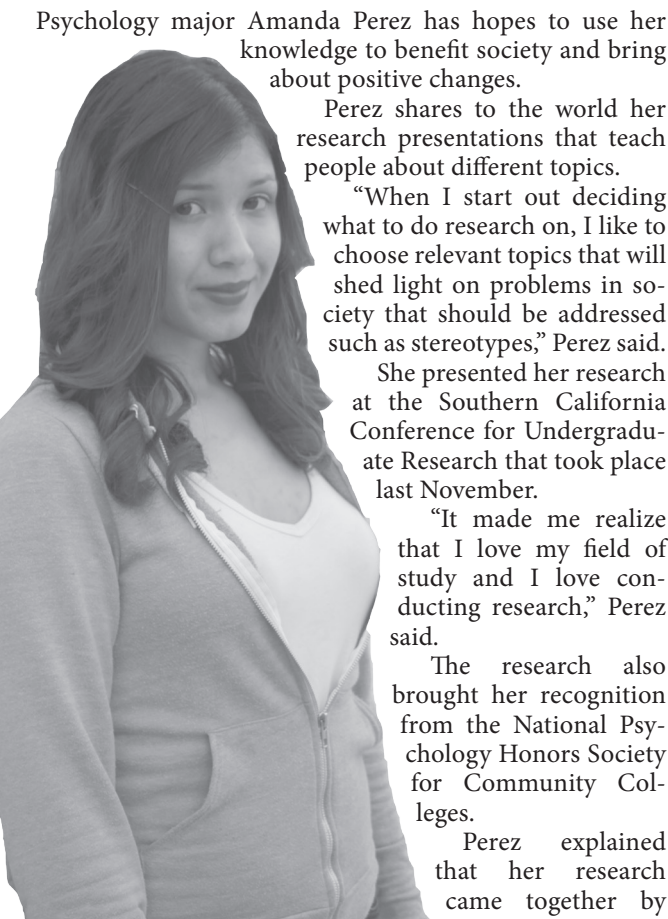 Psychology major Amanda Perez has hopes to use her
knowledge to benefit society and bring
about positive changes.
Perez shares to the world her
research presentations that teach
people about different topics.
“When I start out deciding
what to do research on, I like to
choose relevant topics that will
shed light on problems in so-
ciety that should be addressed
such as stereotypes,” Perez said.
She presented her research
at the Southern California
Conference for Undergradu-
ate Research that took place
last November.
“It made me realize
that I love my field of
study and I love con-
ducting research,” Perez
said.
The research also
brought her recognition
from the National Psy-
chology Honors Society
for Community Col-
leges.
Perez explained
that her research
came together by